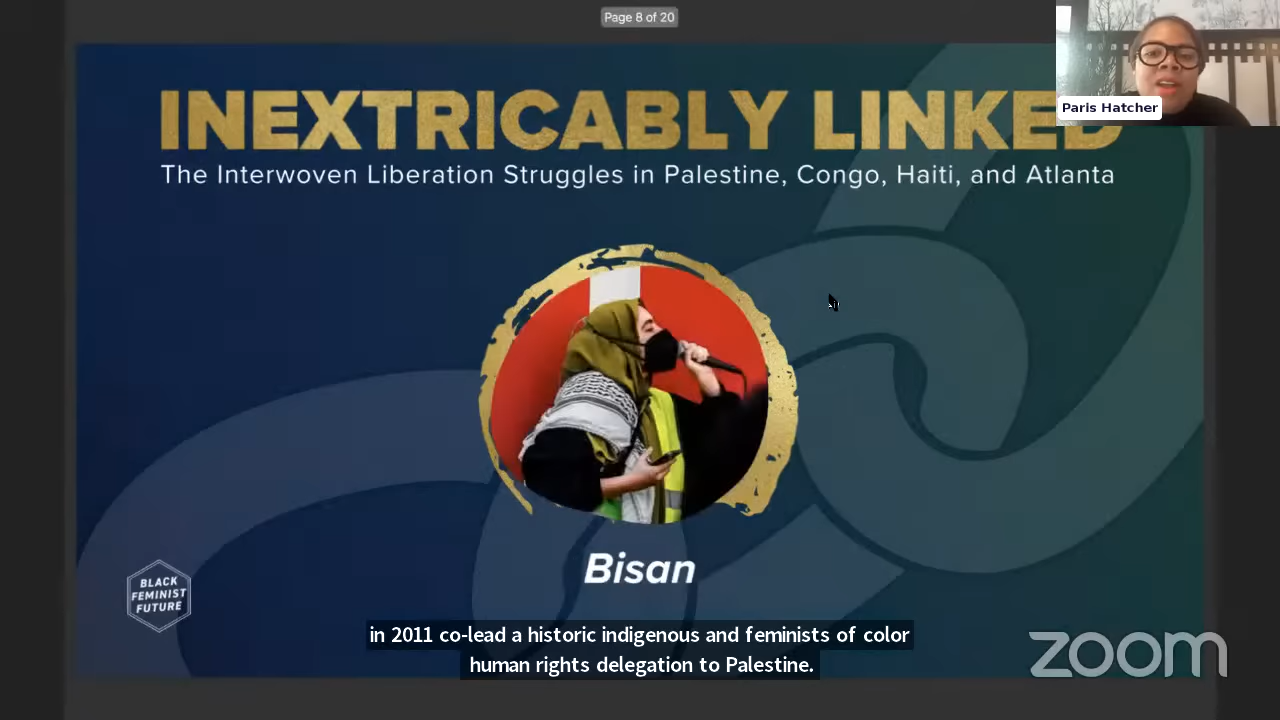 Page 8 of 20
INEXTRICABLY LINKED
Paris Hatcher
The Interwoven Liberation Struggles in Palestine, Congo, Haiti, and Atlanta
Bisan
BLACK
FEMINIST
FUTURE
in 2011 co-lead a historic indigenous and feminists of color
human rights delegation to Palestine.
zoom